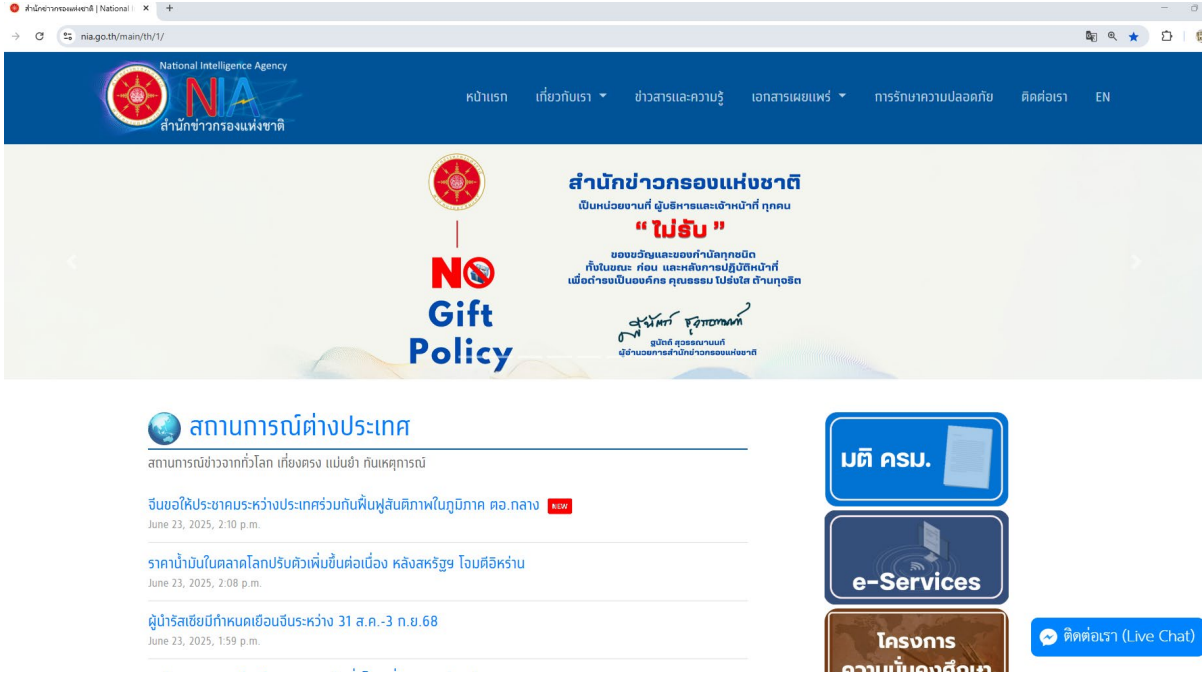 สำนักข่าวกรองแห่งชาติ | National I
nia.go.th/main/th/1/
National Intelligence Agency
NIA
สำนักข่าวกรองแห่งชาติ
หน้าแรก
เกี่ยวกับเรา
ข่าวสารและความรู้
เอกสารเผยแพร่
การรักษาความปลอดภัย
ติดต่อเรา
EN
NO
Gift
Policy
สำนักข่าวกรองแห่งชาติ
เป็นหน่วยงานที่ ผู้บริหารและเจ้าหน้าที่ ทุกคน
“ ไม่รับ ”
ของขวัญและของกำนัลทุกชนิด
ทั้งในขณะ ก่อน และหลังการปฏิบัติหน้าที่
เพื่อดำรงเป็นองค์กร คุณธรรม โปร่งใส ต้านทุจริต
ฐนัตถ์ สุวรรณานนท์
ผู้อำนวยการสำนักข่าวกรองแห่งชาติ
สถานการณ์ต่างประเทศ
สถานการณ์ข่าวจากทั่วโลก เที่ยงตรง แม่นยำ ทันเหตุการณ์
จีนขอให้ประชาคมระหว่างประเทศร่วมกันฟื้นฟูสันติภาพในภูมิภาค ตอ.กลาง NEW
June 23, 2025, 2:10 p.m.
ราคาน้ำมันในตลาดโลกปรับตัวเพิ่มขึ้นต่อเนื่อง หลังสหรัฐฯ โจมตีอิหร่าน
June 23, 2025, 2:08 p.m.
ผู้นำรัสเซียมีกำหนดเยือนจีนระหว่าง 31 ส.ค.-3 ก.ย.68
June 23, 2025, 1:59 p.m.
มติ ครม.
e-Services
โครงการ
ความมั่นคงศึกษา
ติดต่อเรา (Live Chat)